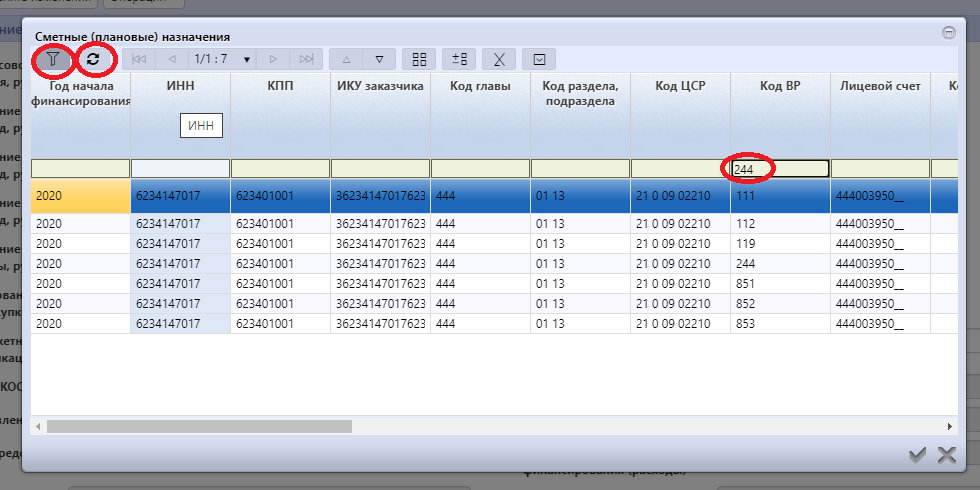 Сметные (плановые) назначения
1/1 : 7
Год начала финансирования ИНН КПП ИКУ заказчика Код главы Код раздела, подраздела Код ЦСР Код ВР Лицевой счет
ИНН
244
2020 6234147017 623401001 36234147017623 444 01 13 21 0 09 02210 111 444003950__
2020 6234147017 623401001 36234147017623 444 01 13 21 0 09 02210 112 444003950__
2020 6234147017 623401001 36234147017623 444 01 13 21 0 09 02210 119 444003950__
2020 6234147017 623401001 36234147017623 444 01 13 21 0 09 02210 244 444003950__
2020 6234147017 623401001 36234147017623 444 01 13 21 0 09 02210 851 444003950__
2020 6234147017 623401001 36234147017623 444 01 13 21 0 09 02210 852 444003950__
2020 6234147017 623401001 36234147017623 444 01 13 21 0 09 02210 853 444003950__